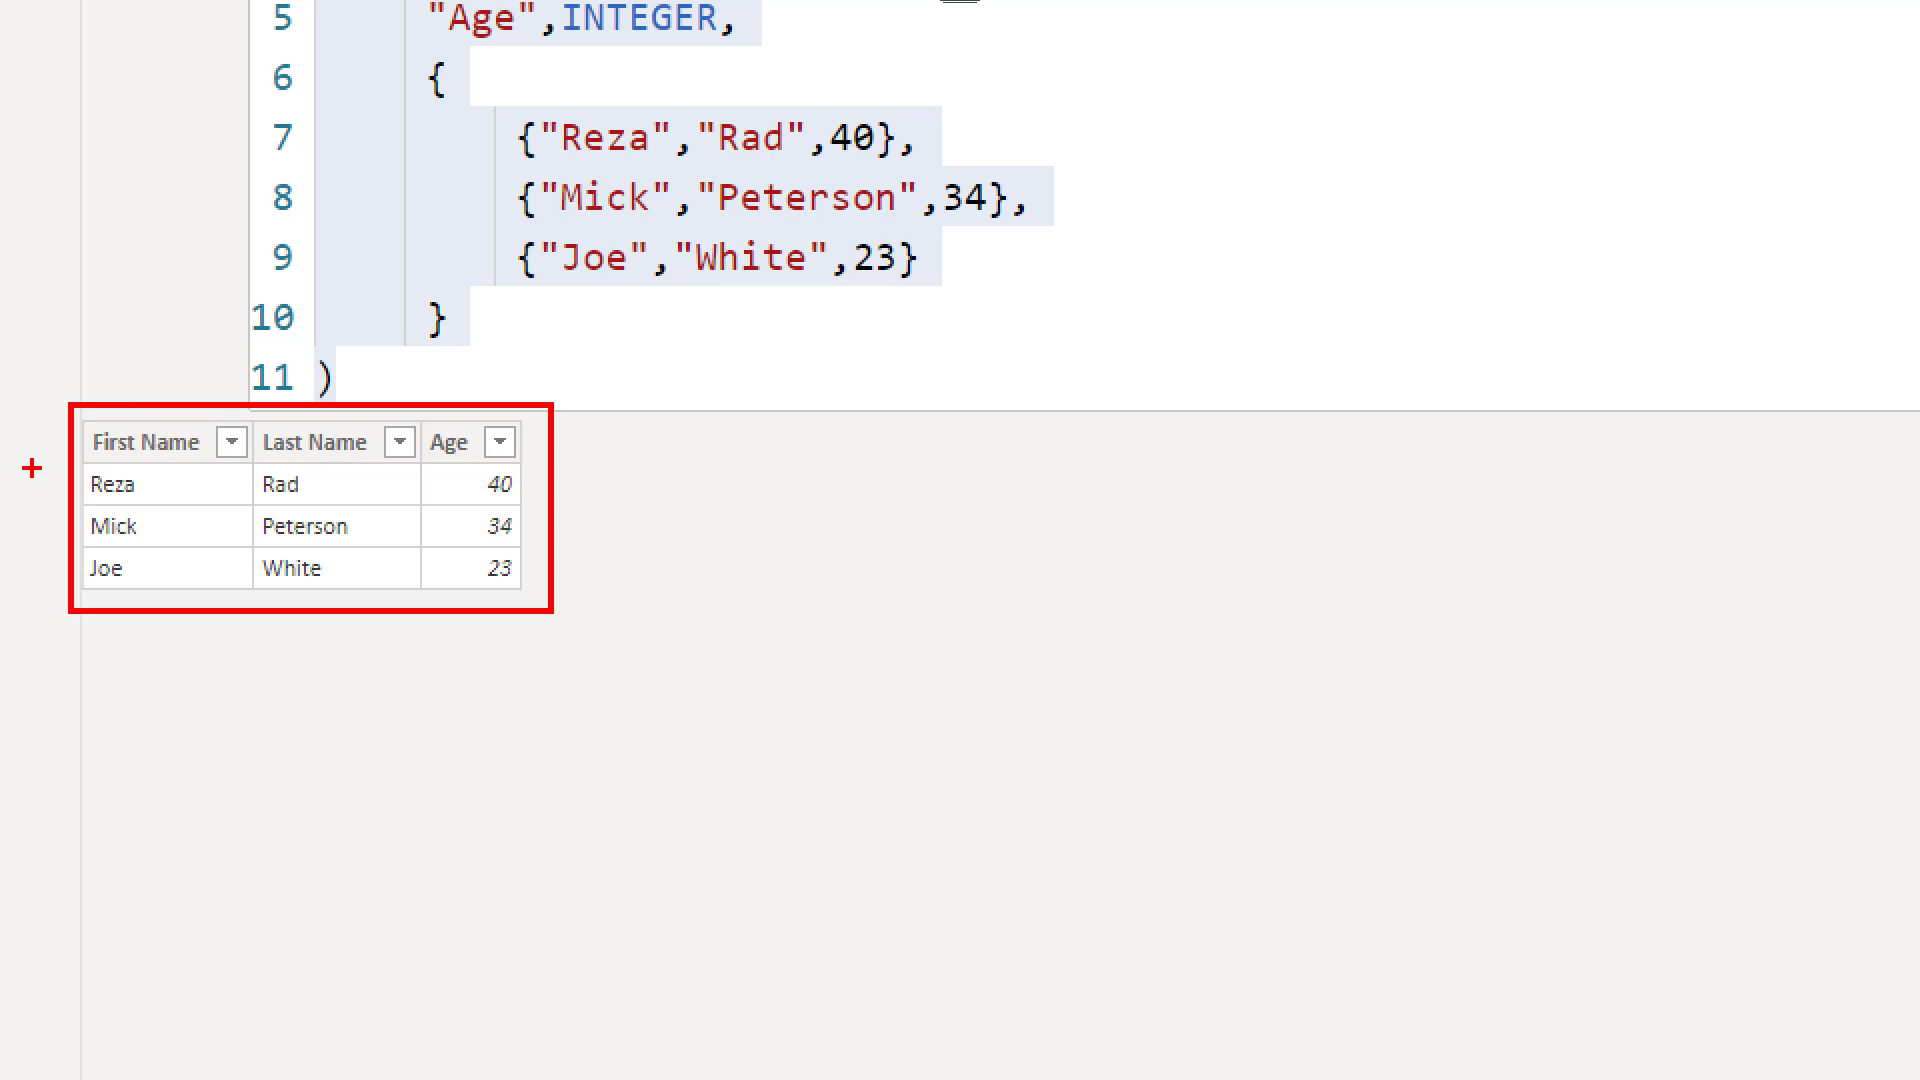 5 "Age",INTEGER,
6 {
7 {"Reza","Rad",40},
8 {"Mick","Peterson",34},
9 {"Joe","White",23}
10 }
11 )
First Name Last Name Age
Reza Rad 40
Mick Peterson 34
Joe White 23